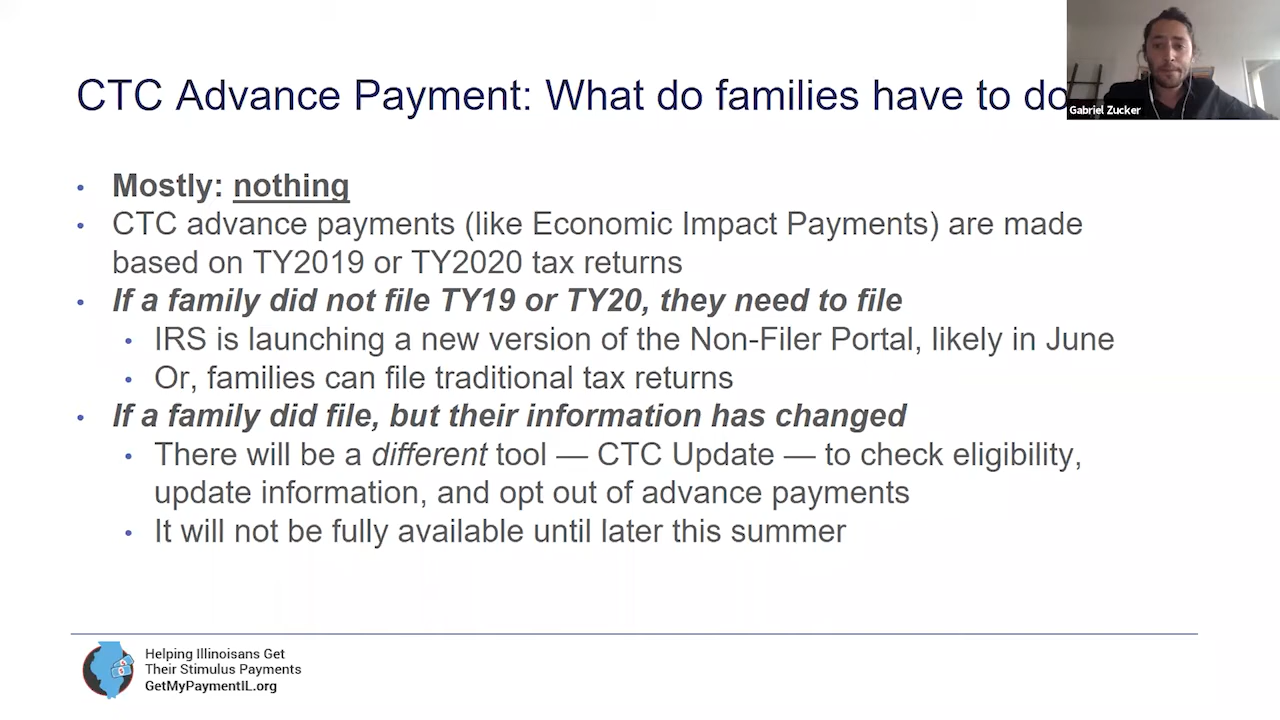 CTC Advance Payment: What do families have to do
Gabriel Zucker
• Mostly: nothing
• CTC advance payments (like Economic Impact Payments) are made
based on TY2019 or TY2020 tax returns
• If a family did not file TY19 or TY20, they need to file
• IRS is launching a new version of the Non-Filer Portal, likely in June
• Or, families can file traditional tax returns
• If a family did file, but their information has changed
• There will be a different tool — CTC Update — to check eligibility,
update information, and opt out of advance payments
• It will not be fully available until later this summer
Helping Illinoisans Get
Their Stimulus Payments
GetMyPaymentIL.org